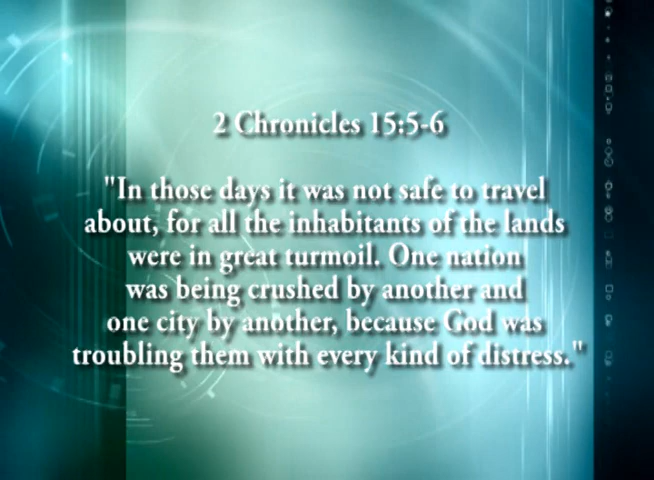 2 Chronicles 15:5-6
"In those days it was not safe to travel
about, for all the inhabitants of the lands
were in great turmoil. One nation
was being crushed by another and
one city by another, because God was
troubling them with every kind of distress."